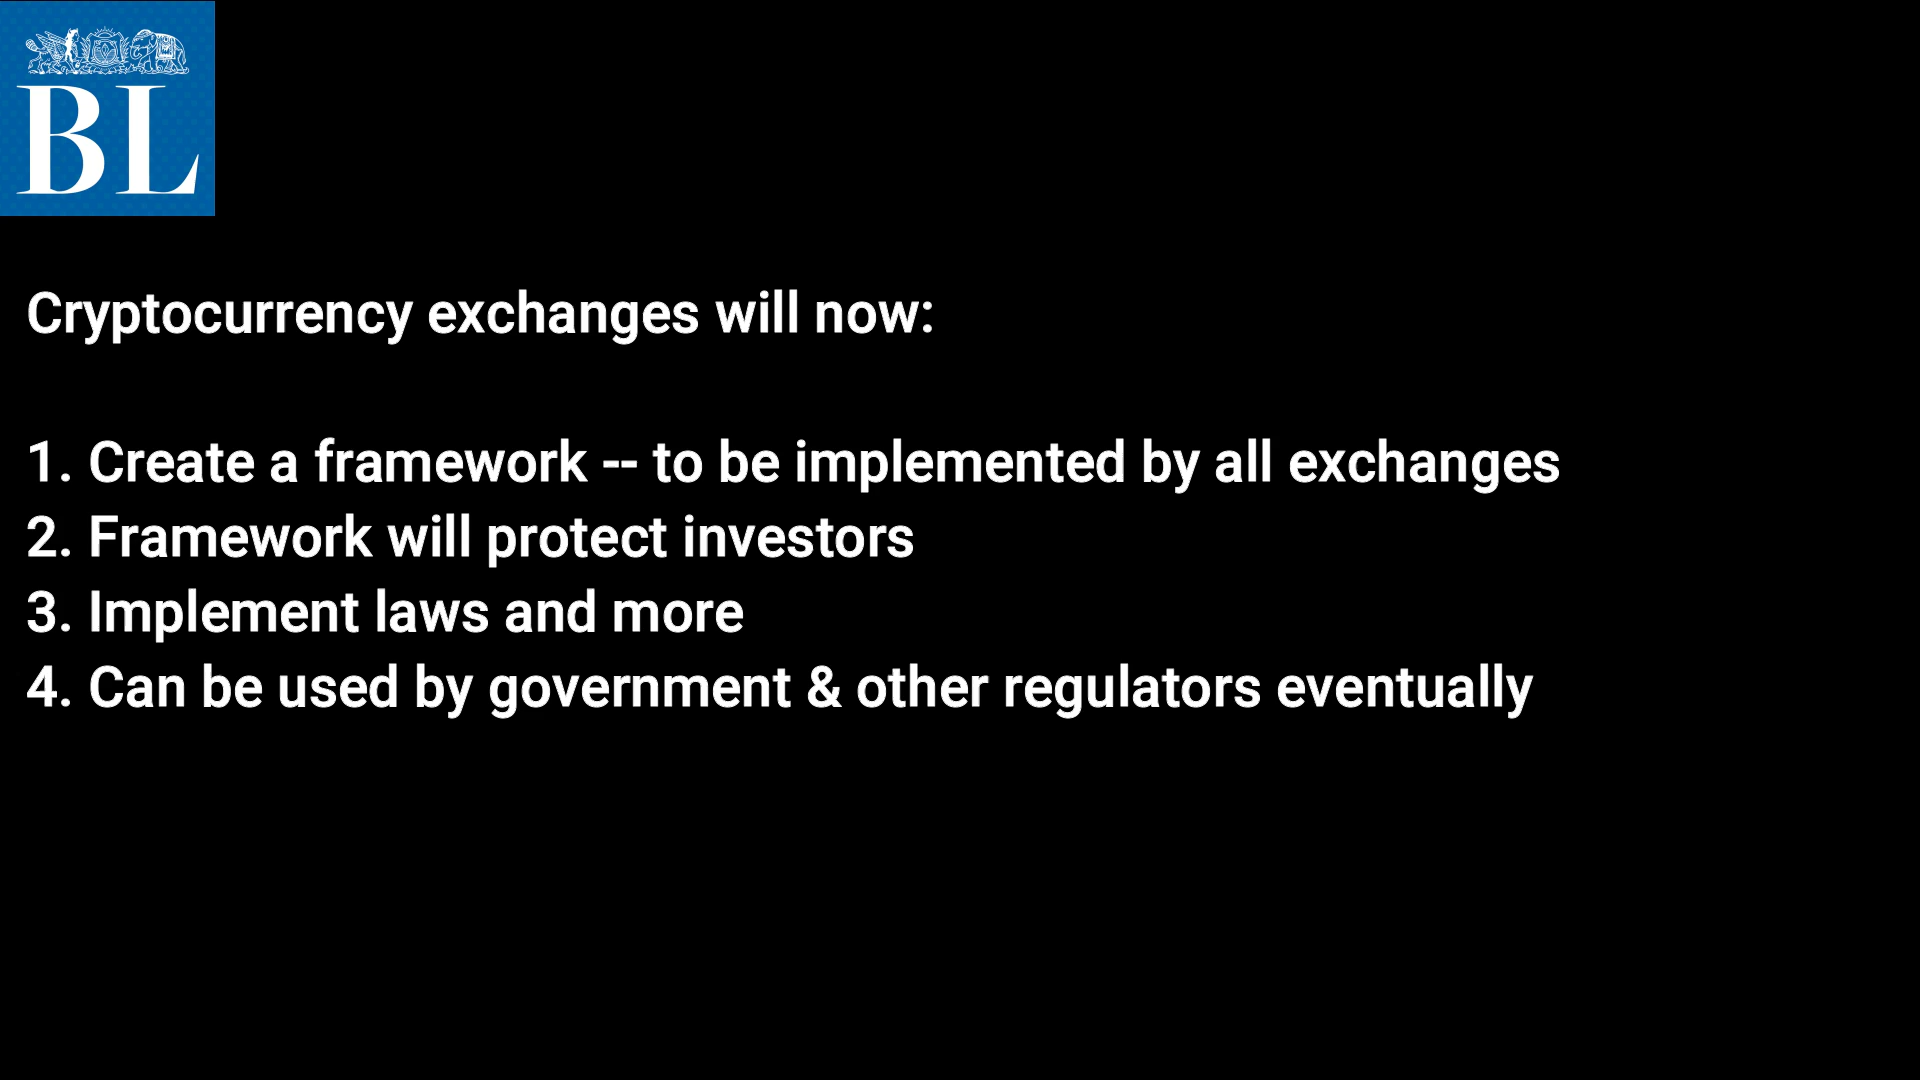 BL
Cryptocurrency exchanges will now:
1. Create a framework -- to be implemented by all exchanges
2. Framework will protect investors
3. Implement laws and more
4. Can be used by government & other regulators eventually